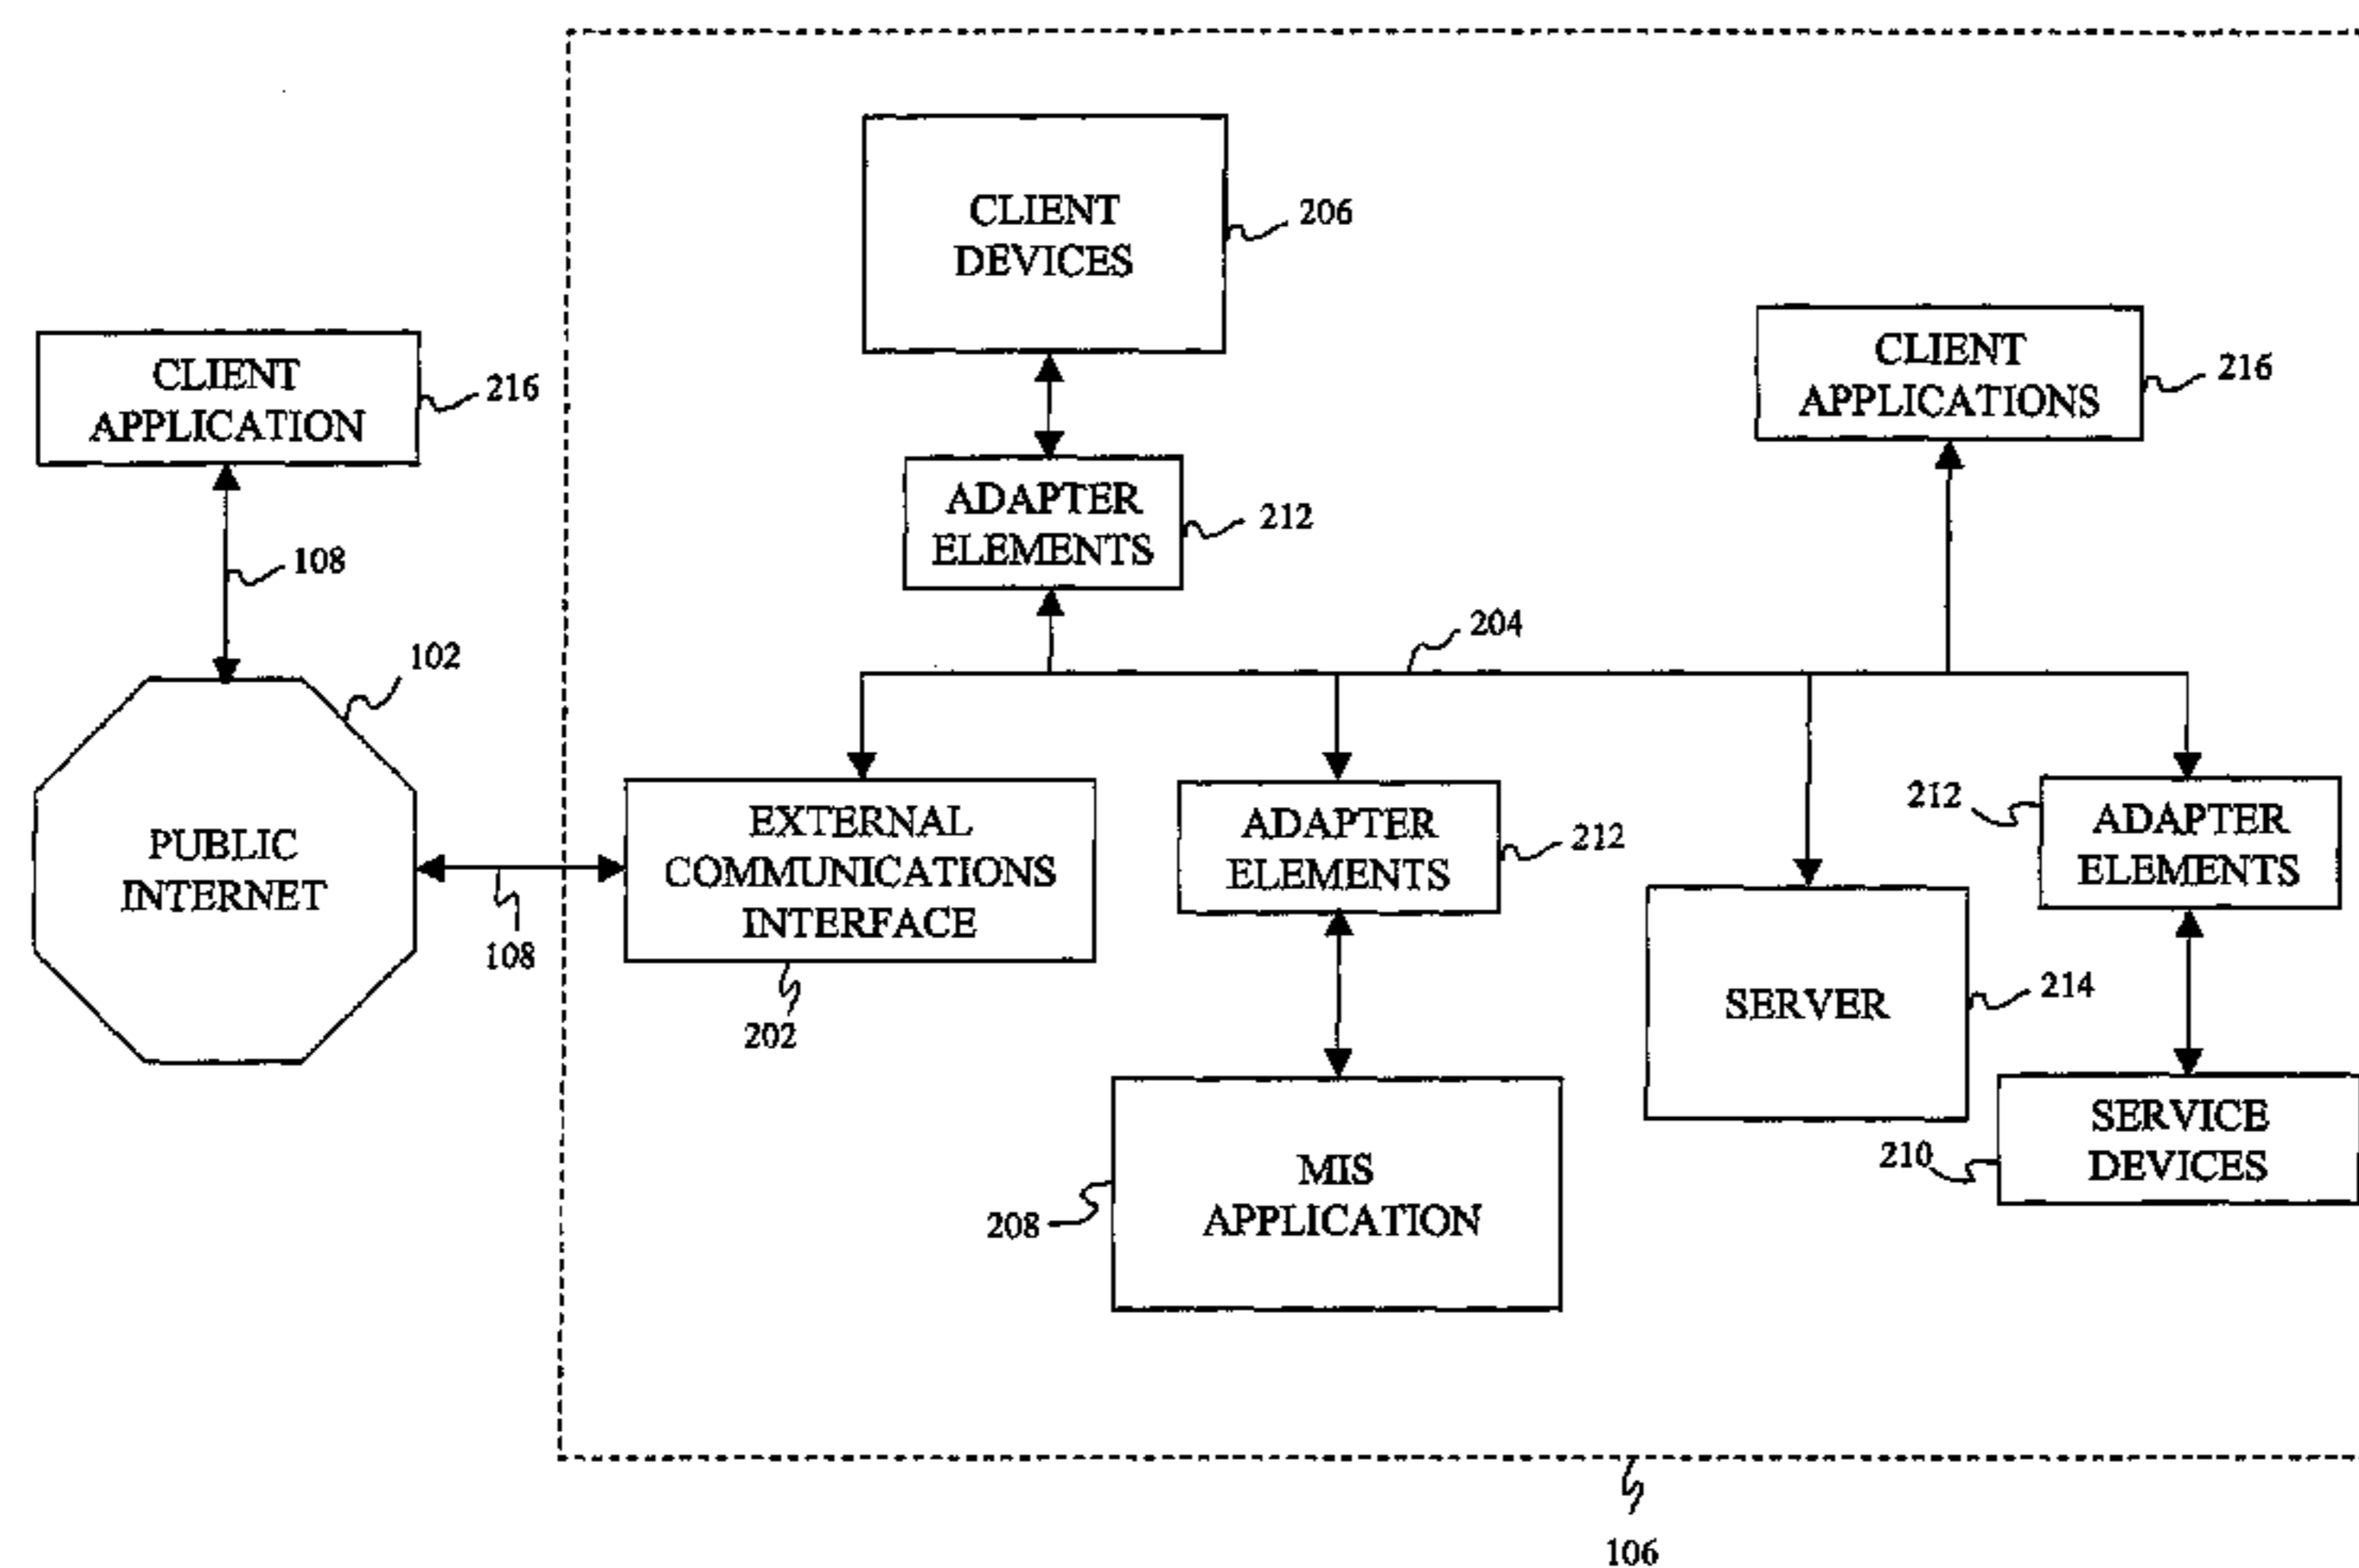 CLIENT
DEVICES
206
CLIENT
APPLICATION
216
CLIENT
APPLICATIONS
216
ADAPTER
ELEMENTS
212
108
204
102
PUBLIC
INTERNET
108
EXTERNAL
COMMUNICATIONS
INTERFACE
202
ADAPTER
ELEMENTS
212
212
ADAPTER
ELEMENTS
SERVER
214
MIS
APPLICATION
208
SERVICE
DEVICES
210
106